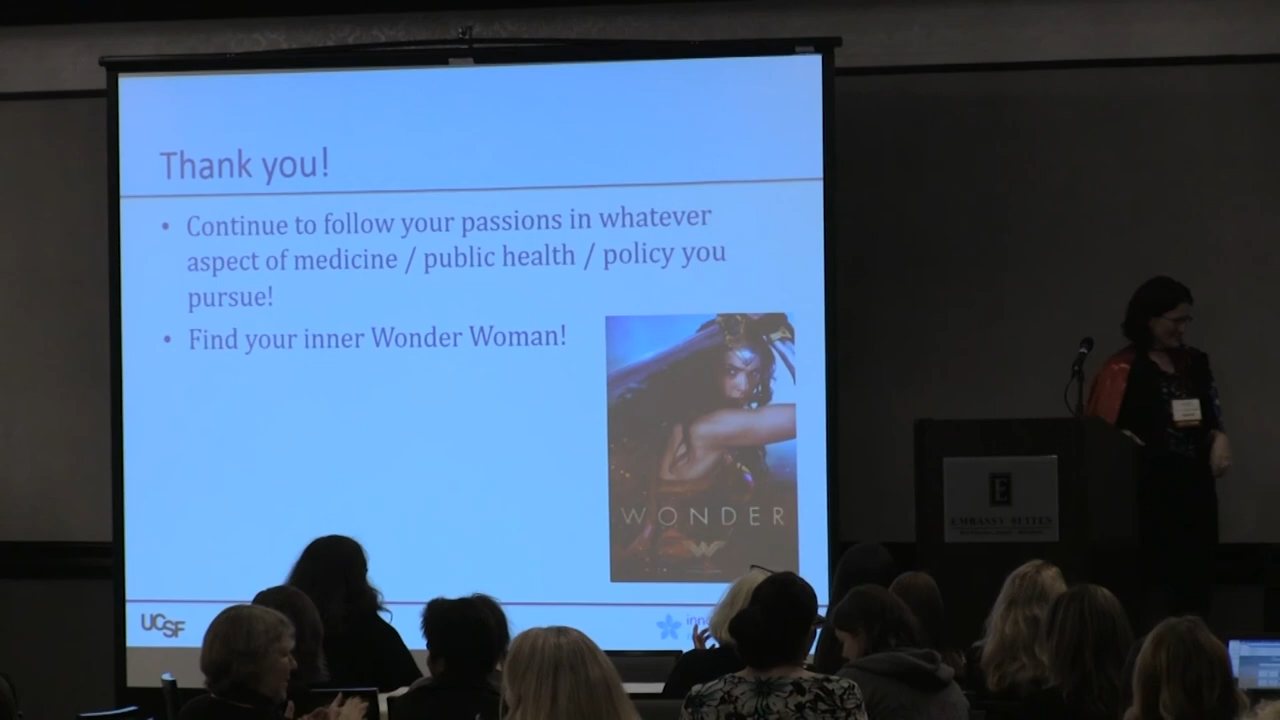 Thank you!
• Continue to follow your passions in whatever
aspect of medicine / public health / policy you
pursue!
• Find your inner Wonder Woman!
WONDER
UCSF
E
EMBASSY SUITES